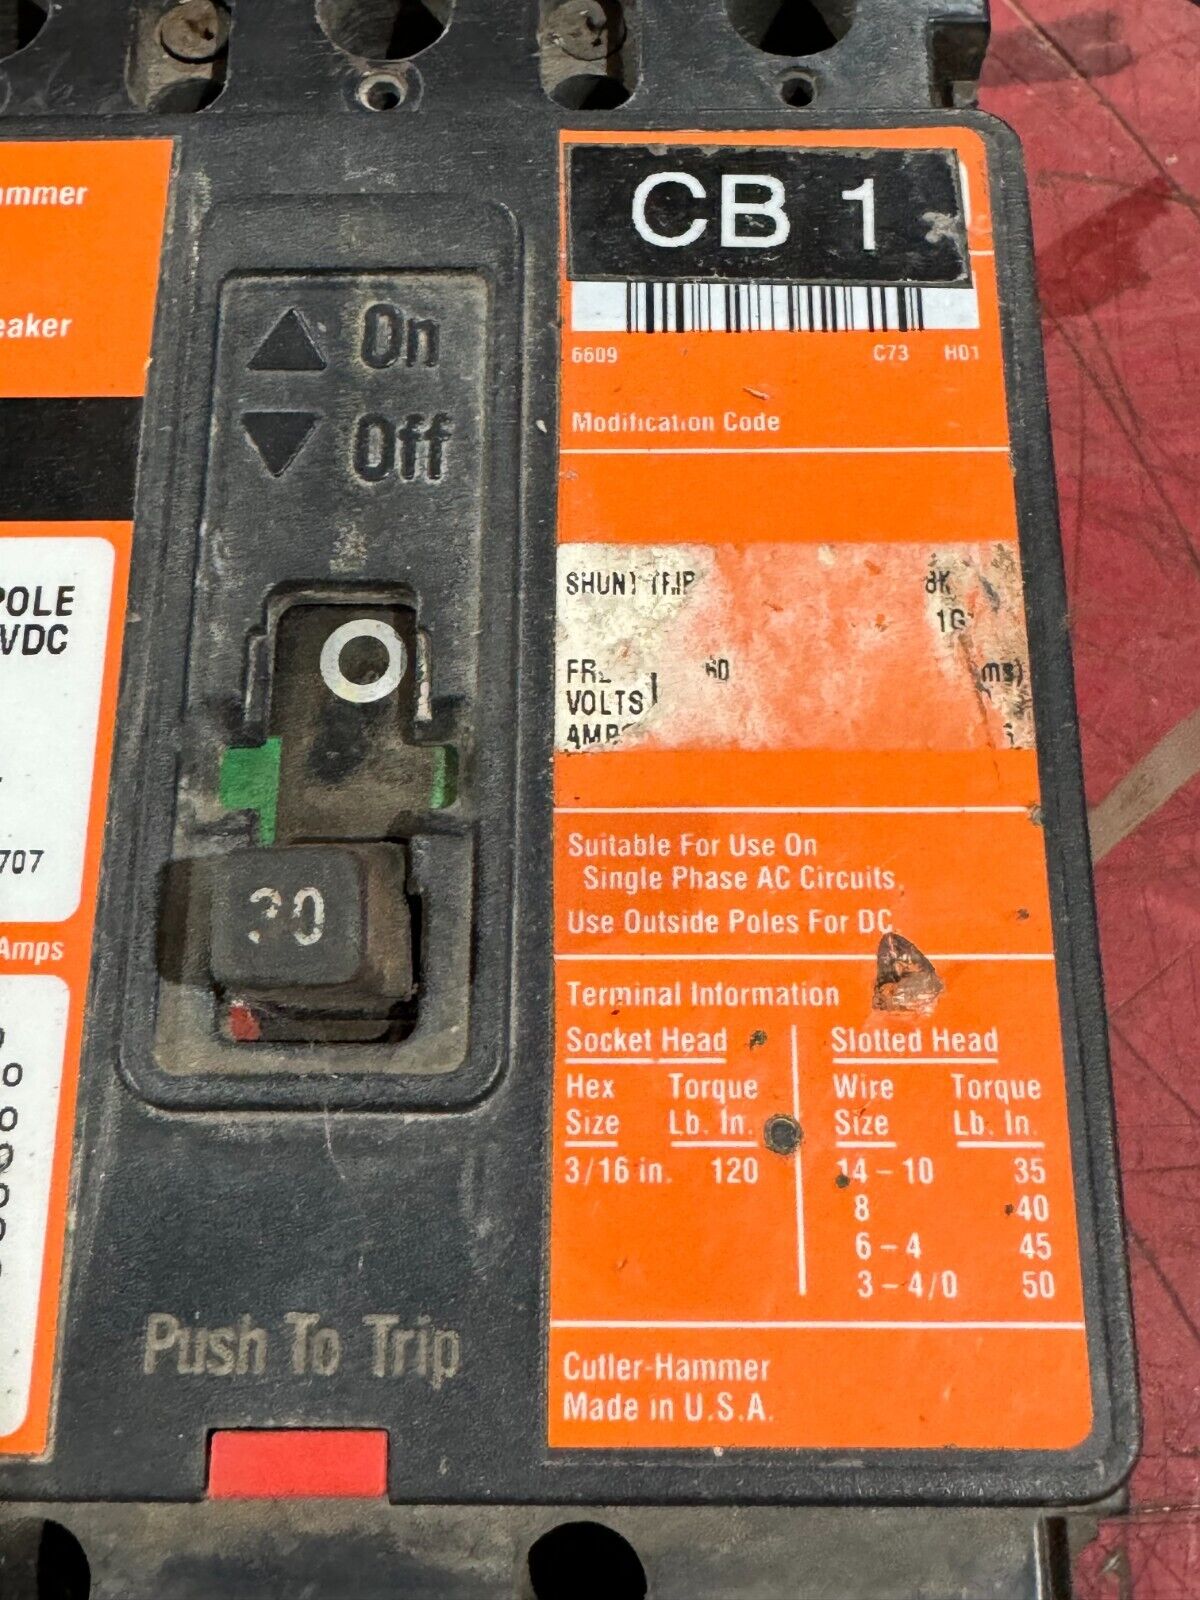 ammer
eaker
POLE
VDC
707
Amps
On
Off
O
30
Push To Trip
CB 1
6609 C73 H01
Modification Code
SHUNT TRIP
60
VOLTS
Suitable For Use On
Single Phase AC Circuits
Use Outside Poles For DC
Terminal Information
Socket Head Slotted Head
Hex Torque Wire Torque
Size Lb. In. Size Lb. In.
3/16 in. 120 14 – 10 35
8 40
6 – 4 45
3 – 4/0 50
Cutler-Hammer
Made in U.S.A.